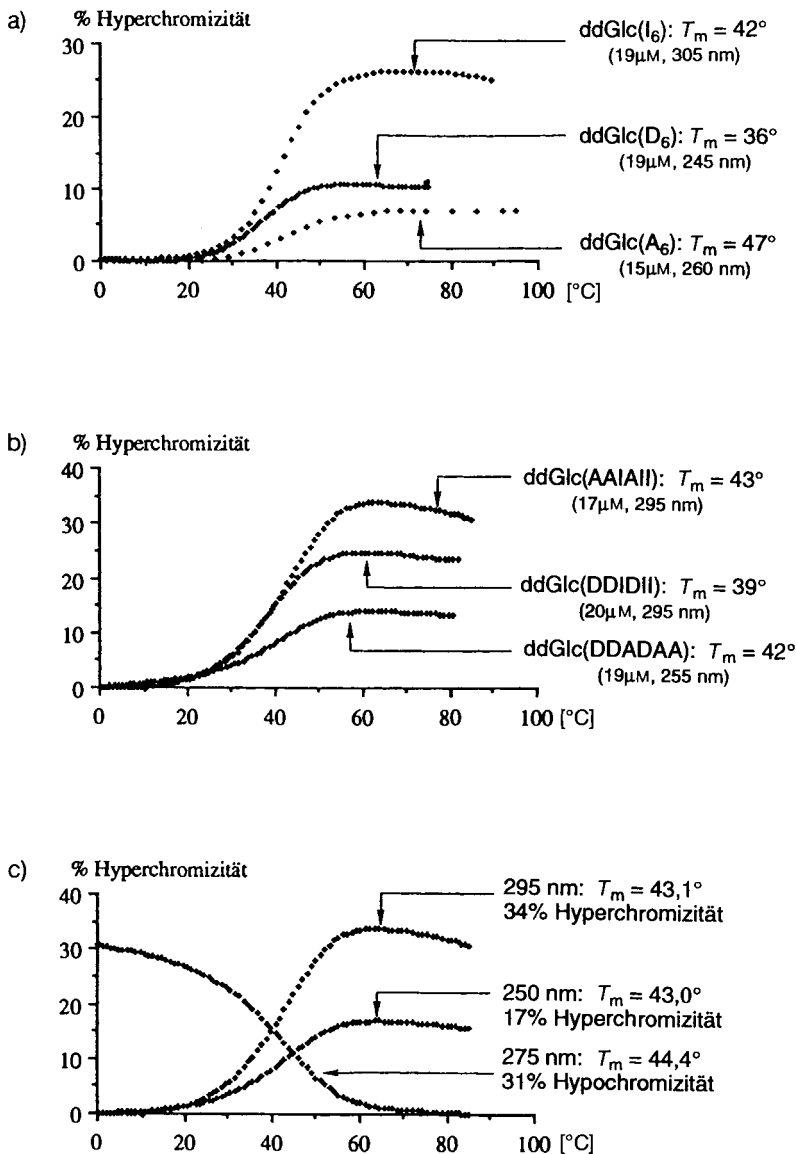 a)
% Hyperchromizität
30
20
10
0
0 20 40 60 80 100 [°C]
ddGlc(I₆): Tₘ = 42°
(19µM, 305 nm)
ddGlc(D₆): Tₘ = 36°
(19µM, 245 nm)
ddGlc(A₆): Tₘ = 47°
(15µM, 260 nm)
b)
% Hyperchromizität
40
30
20
10
0
0 20 40 60 80 100 [°C]
ddGlc(AAIAII): Tₘ = 43°
(17µM, 295 nm)
ddGlc(DDIDII): Tₘ = 39°
(20µM, 295 nm)
ddGlc(DDADAA): Tₘ = 42°
(19µM, 255 nm)
c)
% Hyperchromizität
40
30
20
10
0
0 20 40 60 80 100 [°C]
295 nm: Tₘ = 43,1°
34% Hyperchromizität
250 nm: Tₘ = 43,0°
17% Hyperchromizität
275 nm: Tₘ = 44,4°
31% Hypochromizität